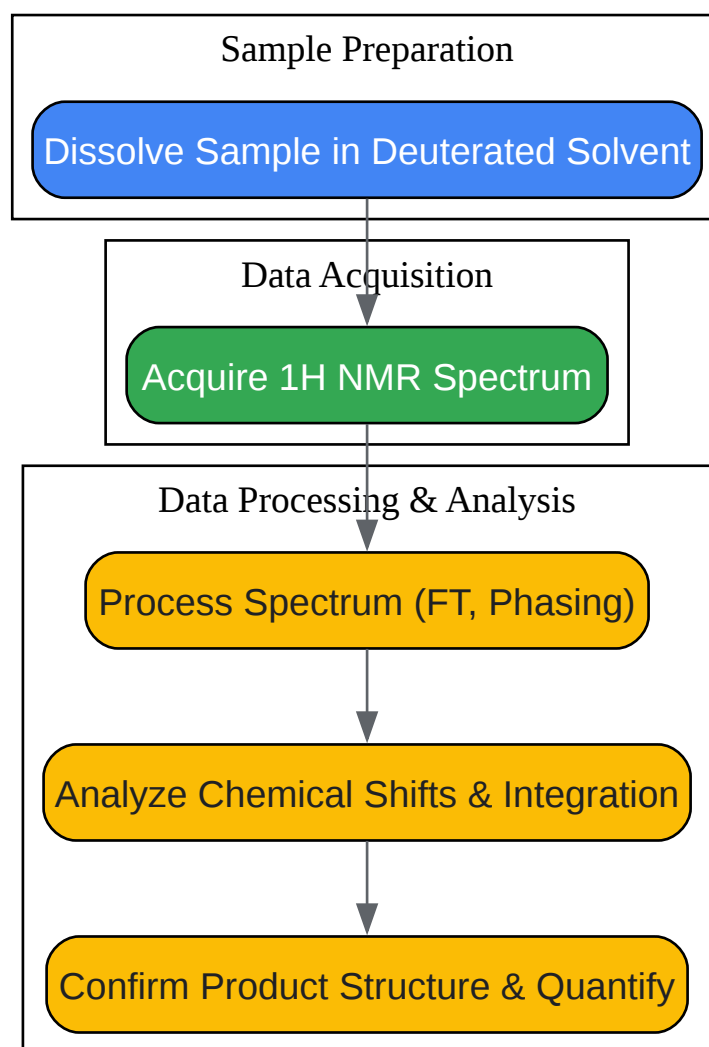 Sample Preparation
Dissolve Sample in Deuterated Solvent
Data Acquisition
Acquire 1H NMR Spectrum
Data Processing & Analysis
Process Spectrum (FT, Phasing)
Analyze Chemical Shifts & Integration
Confirm Product Structure & Quantify